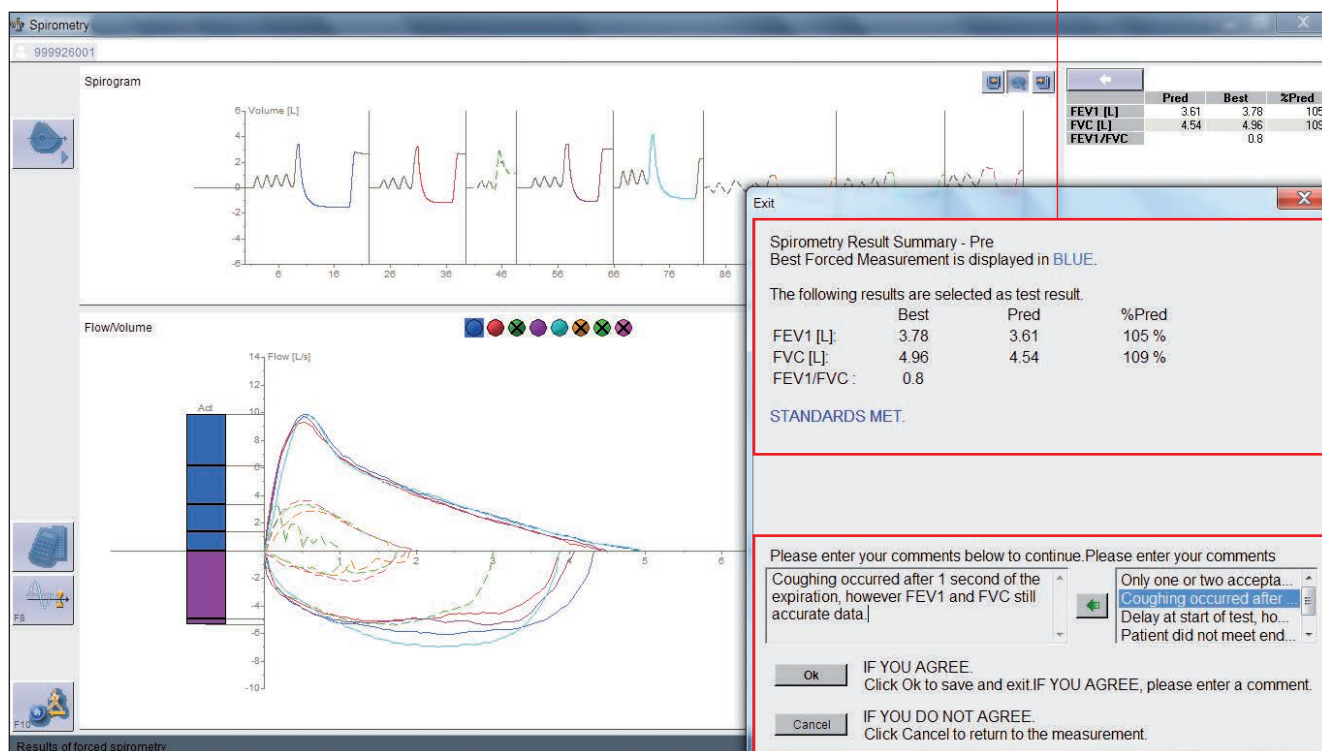 Spirometry
999926001
Spirogram
Pred Best %Pred
FEV1 [L] 3.61 3.78 105
FVC [L] 4.54 4.96 109
FEV1/FVC 0.8
Volume [L]
6
4
2
0
-2
-4
-6
6 16 26 36 46 56 66 76 86
Flow/Volume
14 Flow [L/s]
12
10
8
6
4
2
-2
-4
-6
-8
-10
1 2 3 4 5 6
Act
F8
F10
Results of forced spirometry
Exit
Spirometry Result Summary - Pre
Best Forced Measurement is displayed in BLUE.
The following results are selected as test result.
Best Pred %Pred
FEV1 [L]: 3.78 3.61 105 %
FVC [L]: 4.96 4.54 109 %
FEV1/FVC : 0.8
STANDARDS MET.
Please enter your comments below to continue.Please enter your comments
Coughing occurred after 1 second of the
expiration, however FEV1 and FVC still
accurate data.
Only one or two accepta...
Coughing occurred after ...
Delay at start of test, ho...
Patient did not meet end...
Ok
IF YOU AGREE.
Click Ok to save and exit.IF YOU AGREE, please enter a comment.
Cancel
IF YOU DO NOT AGREE.
Click Cancel to return to the measurement.